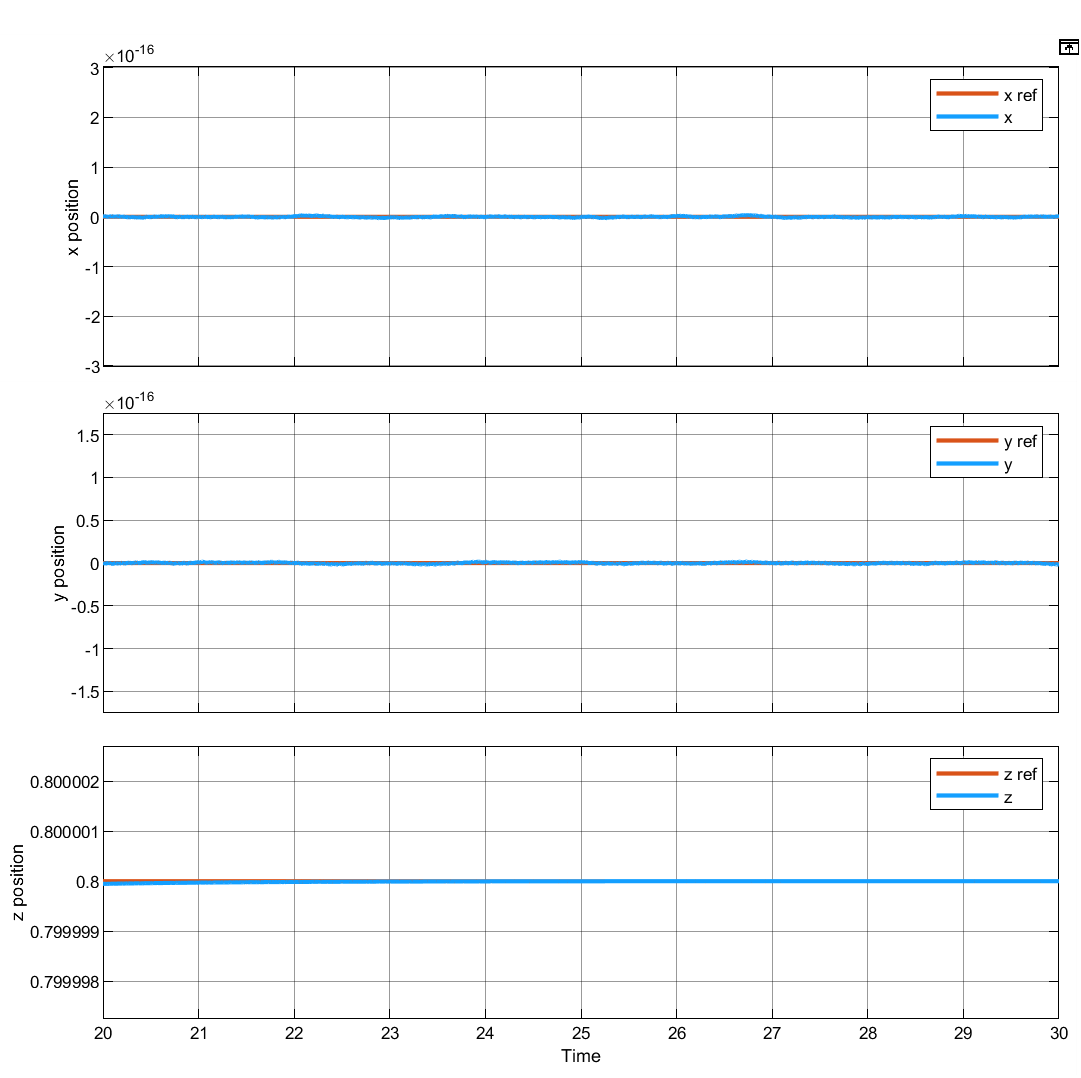 ×10-16
x position
3
2
1
0
-1
-2
-3
x ref
x
×10-16
y position
1.5
1
0.5
0
-0.5
-1
-1.5
y ref
y
z position
0.800002
0.800001
0.8
0.799999
0.799998
z ref
z
20 21 22 23 24 25 26 27 28 29 30
Time